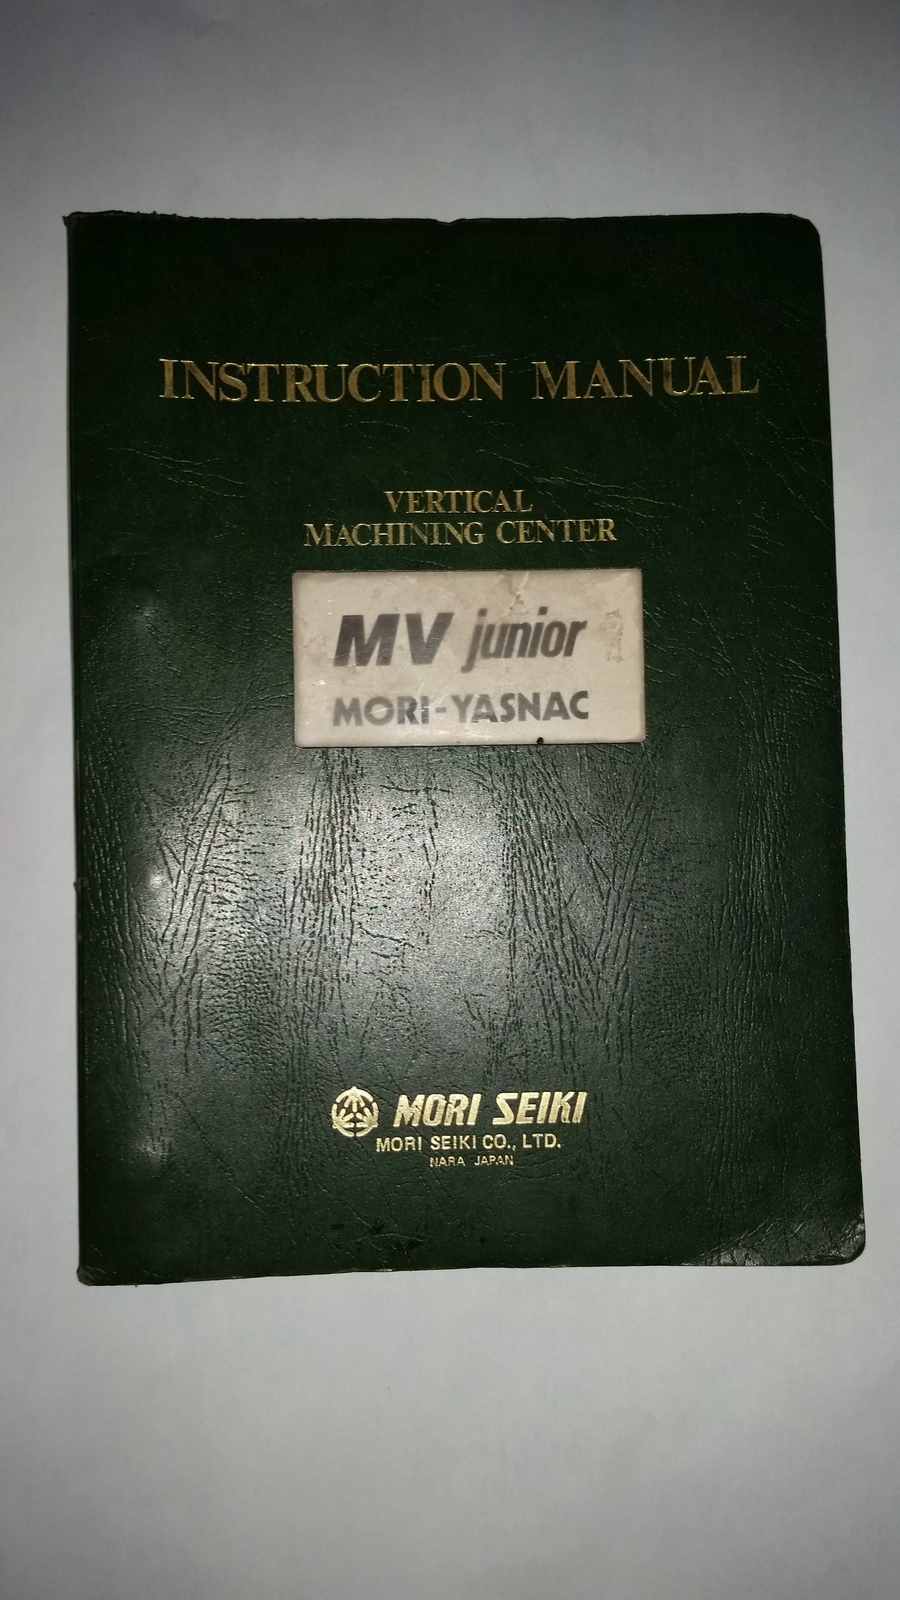 INSTRUCTION MANUAL
VERTICAL
MACHINING CENTER
MV junior
MORI-YASNAC
MORI SEIKI
MORI SEIKI CO., LTD.
NARA JAPAN